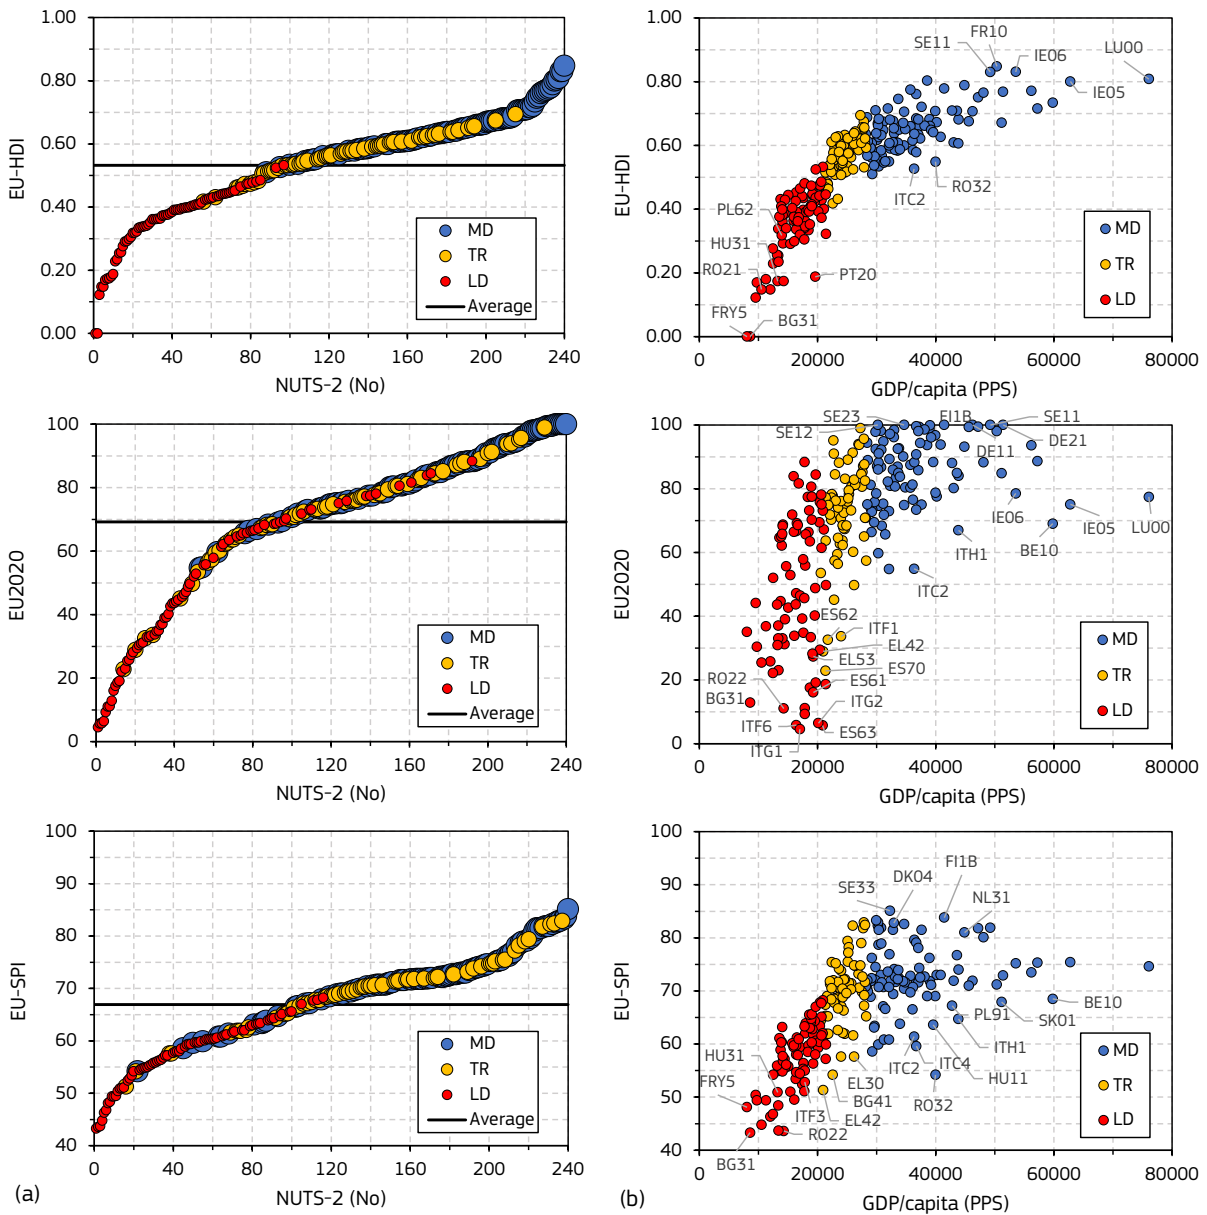 1.00
0.80
0.60
0.40
0.20
0.00
EU-HDI
MD
TR
LD
Average
0 40 80 120 160 200 240
NUTS-2 (No)
1.00
0.80
0.60
0.40
0.20
0.00
EU-HDI
FR10
SE11
IE06
LU00
IE05
RO32
ITC2
PL62
HU31
RO21
PT20
FRY5
BG31
MD
TR
LD
0 20000 40000 60000 80000
GDP/capita (PPS)
100
80
60
40
20
0
EU2020
MD
TR
LD
Average
0 40 80 120 160 200 240
NUTS-2 (No)
100
80
60
40
20
0
EU2020
SE23
FI1B
SE11
SE12
DE11
DE21
IE06
IE05
LU00
ITH1
BE10
ITC2
ES62
ITF1
EL42
EL53
ES70
RO22
ES61
BG31
ITG2
ITF6
ES63
ITG1
MD
TR
LD
0 20000 40000 60000 80000
GDP/capita (PPS)
100
90
80
70
60
50
40
EU-SPI
MD
TR
LD
Average
0 40 80 120 160 200 240
NUTS-2 (No)
(a)
100
90
80
70
60
50
40
EU-SPI
FI1B
DK04
SE33
NL31
BE10
PL91
SK01
ITH1
HU31
ITC2
ITC4
HU11
FRY5
EL30
BG41
RO32
ITF3
EL42
RO22
BG31
MD
TR
LD
0 20000 40000 60000 80000
GDP/capita (PPS)
(b)